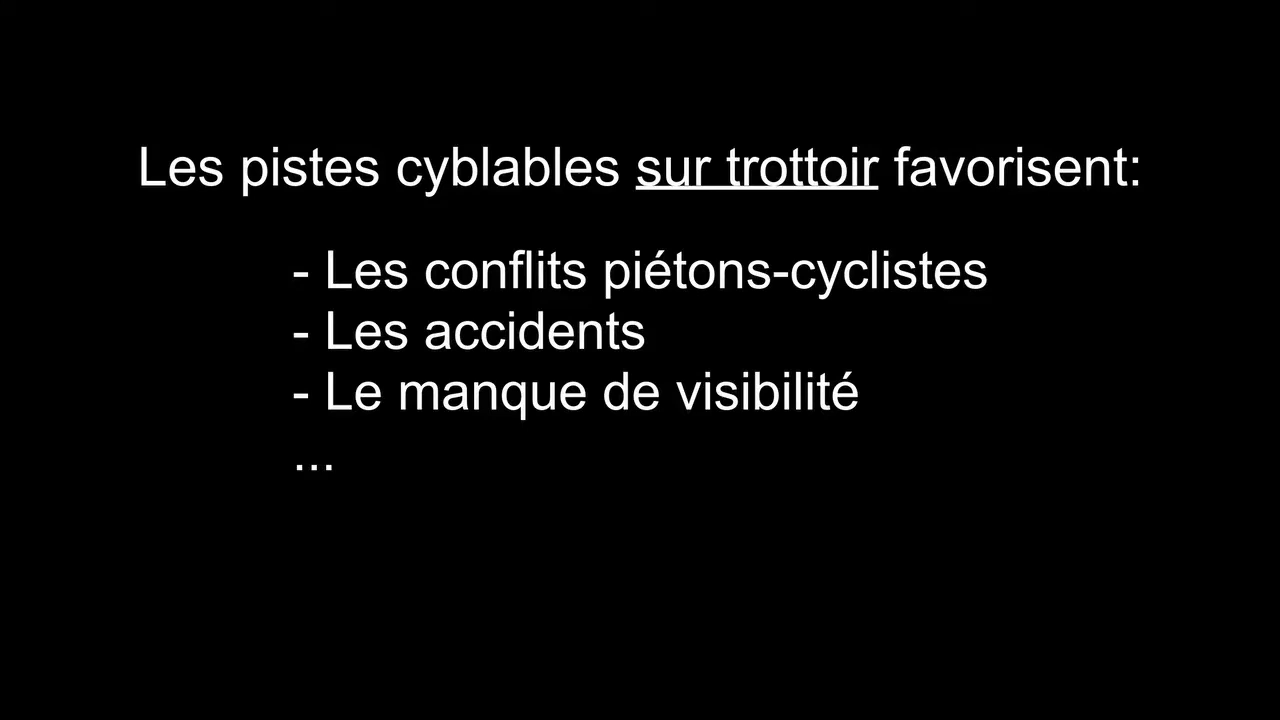 Les pistes cyblables sur trottoir favorisent:
- Les conflits piétons-cyclistes
- Les accidents
- Le manque de visibilité
...